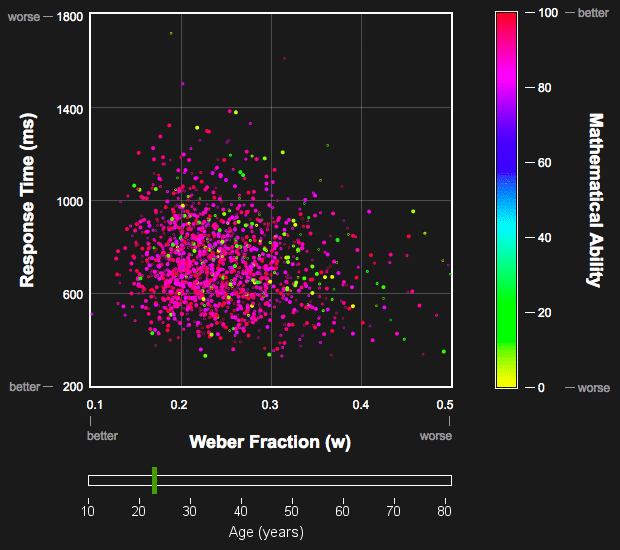 worse
1800
1400
1000
600
better
200
Response Time (ms)
0.1
0.2
0.3
0.4
0.5
better
worse
Weber Fraction (w)
100
better
80
60
40
20
0
worse
Mathematical Ability
10
20
30
40
50
60
70
80
Age (years)